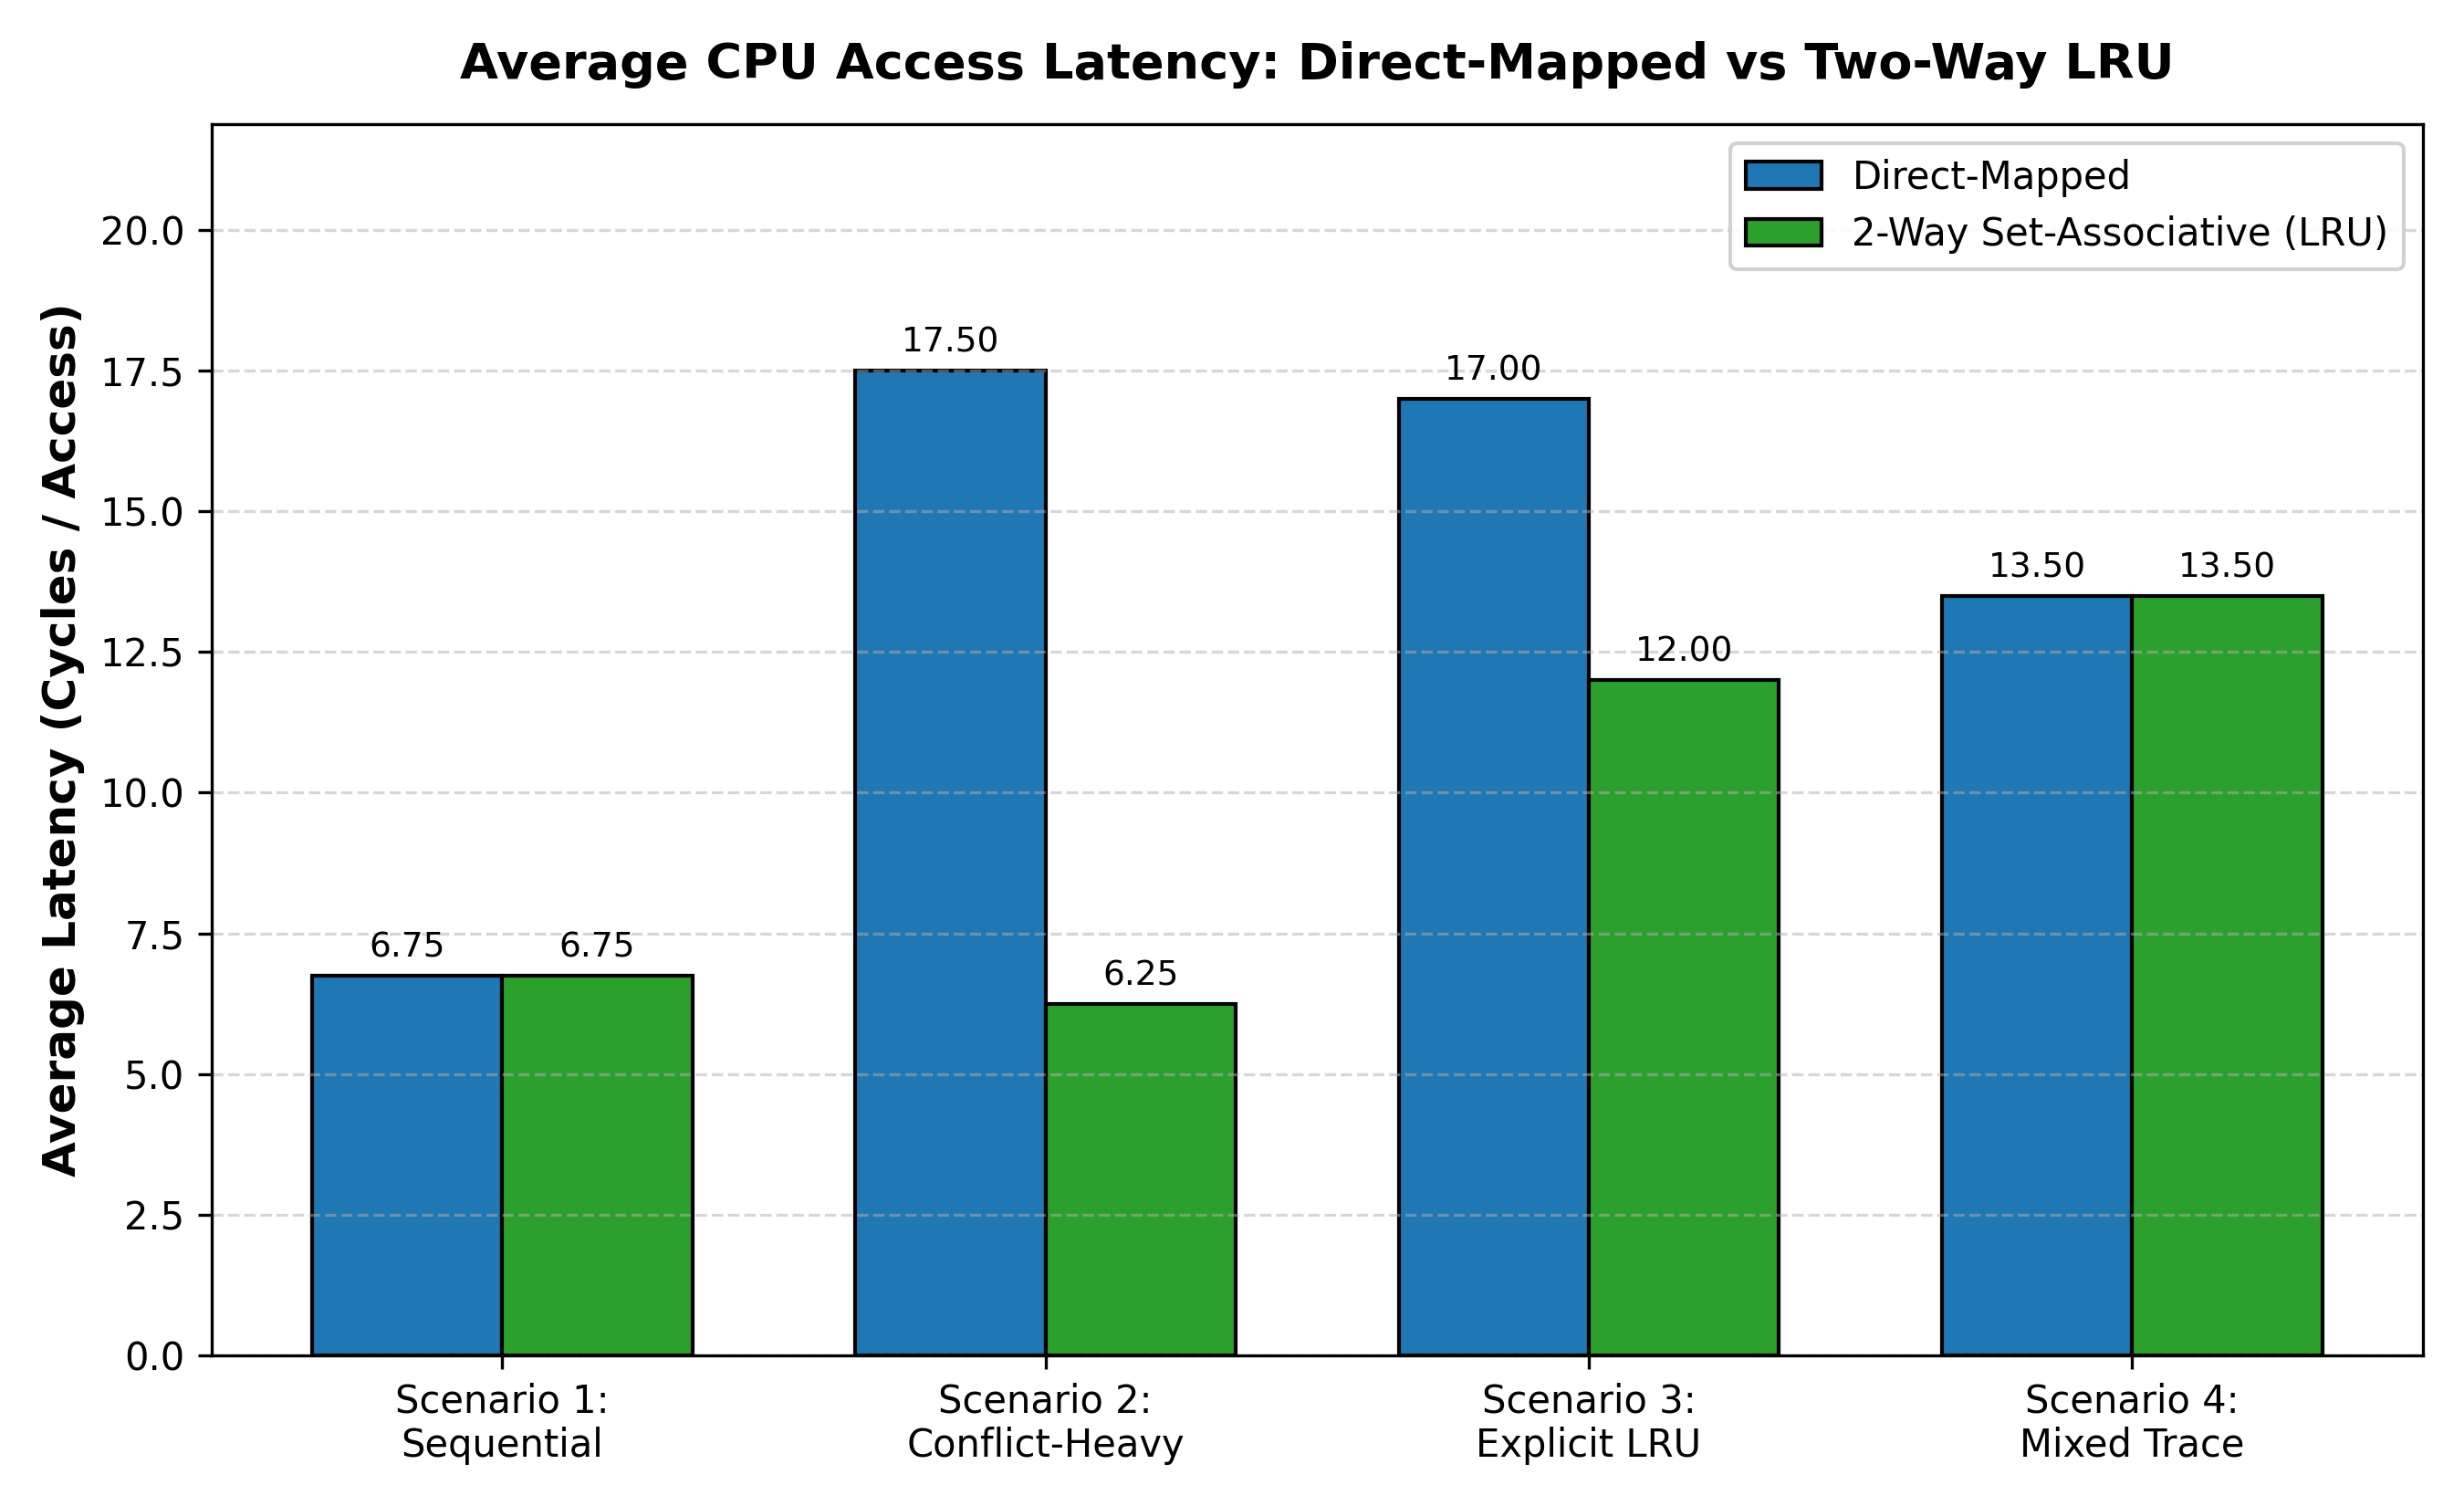 Average CPU Access Latency: Direct-Mapped vs Two-Way LRU
Direct-Mapped
2-Way Set-Associative (LRU)
Average Latency (Cycles / Access)
20.0
17.5
15.0
12.5
10.0
7.5
5.0
2.5
0.0
6.75
6.75
17.50
6.25
17.00
12.00
13.50
13.50
Scenario 1:
Sequential
Scenario 2:
Conflict-Heavy
Scenario 3:
Explicit LRU
Scenario 4:
Mixed Trace